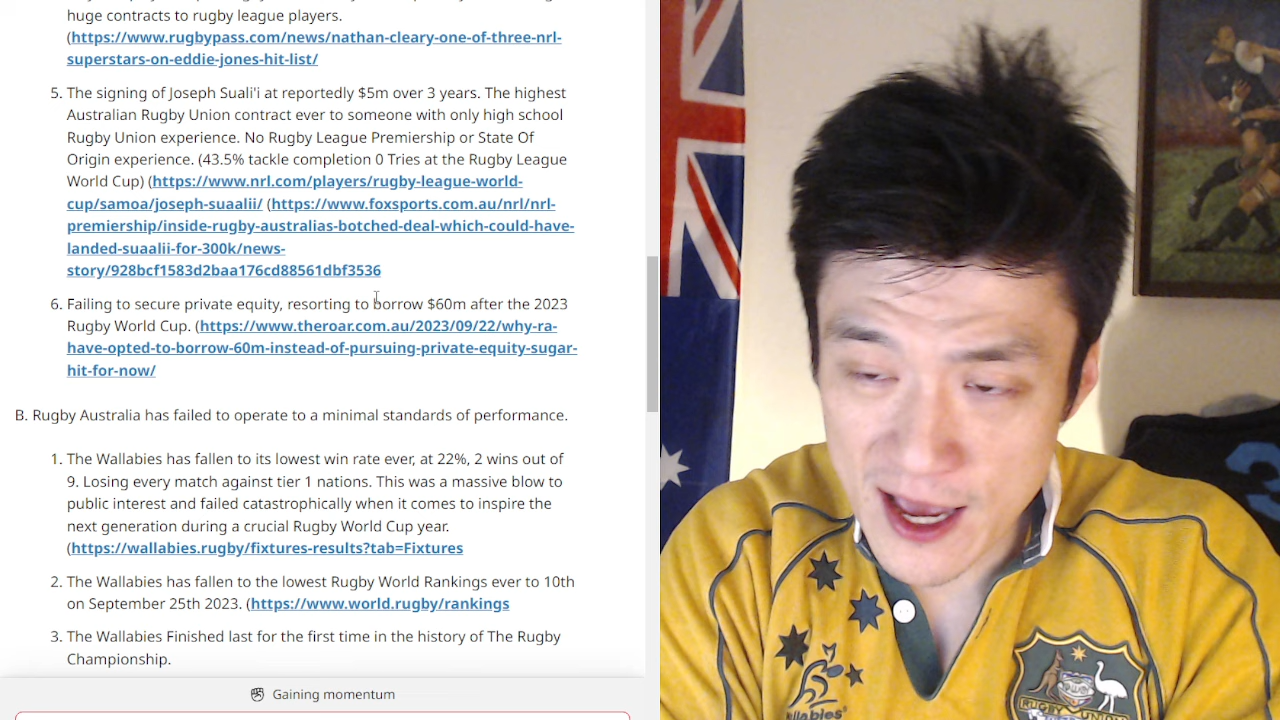 huge contracts to rugby league players.
(https://www.rugbypass.com/news/nathan-cleary-one-of-three-nrl-
superstars-on-eddie-jones-hit-list/
5. The signing of Joseph Suali'i at reportedly $5m over 3 years. The highest
Australian Rugby Union contract ever to someone with only high school
Rugby Union experience. No Rugby League Premiership or State Of
Origin experience. (43.5% tackle completion 0 Tries at the Rugby League
World Cup) (https://www.nrl.com/players/rugby-league-world-
cup/samoa/joseph-suaalii/ (https://www.foxsports.com.au/nrl/nrl-
premiership/inside-rugby-australias-botched-deal-which-could-have-
landed-suaalii-for-300k/news-
story/928bcf1583d2baa176cd88561dbf3536
6. Failing to secure private equity, resorting to borrow $60m after the 2023
Rugby World Cup. (https://www.theroar.com.au/2023/09/22/why-ra-
have-opted-to-borrow-60m-instead-of-pursuing-private-equity-sugar-
hit-for-now/
B. Rugby Australia has failed to operate to a minimal standards of performance.
1. The Wallabies has fallen to its lowest win rate ever, at 22%, 2 wins out of
9. Losing every match against tier 1 nations. This was a massive blow to
public interest and failed catastrophically when it comes to inspire the
next generation during a crucial Rugby World Cup year.
(https://wallabies.rugby/fixtures-results?tab=Fixtures
2. The Wallabies has fallen to the lowest Rugby World Rankings ever to 10th
on September 25th 2023. (https://www.world.rugby/rankings
3. The Wallabies Finished last for the first time in the history of The Rugby
Championship.
Gaining momentum
RUGBY UNION